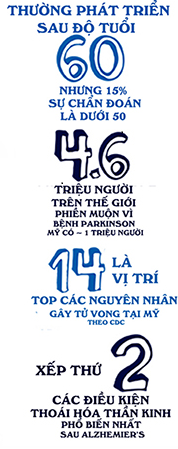 THƯỜNG PHÁT TRIỂN
SAU ĐỘ TUỔI
60
NHƯNG 15%
SỰ CHẨN ĐOÁN
LÀ DƯỚI 50
4.6
TRIỆU NGƯỜI
TRÊN THẾ GIỚI
PHIỀN MUỘN VÌ
BỆNH PARKINSON
MỸ CÓ ~ 1 TRIỆU NGƯỜI
14 LÀ
VỊ TRÍ
TOP CÁC NGUYÊN NHÂN
GÂY TỬ VONG TẠI MỸ
THEO CDC
XẾP THỨ 2
CÁC ĐIỀU KIỆN
THOÁI HÓA THẦN KINH
PHỔ BIẾN NHẤT
SAU ALZHEMIER'S